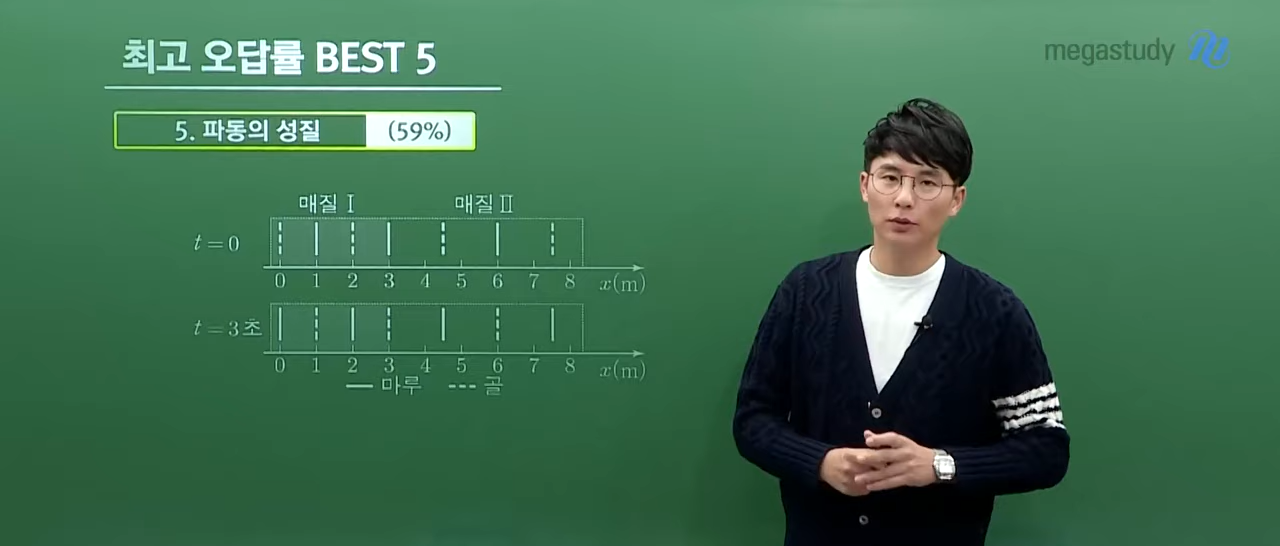 최고 오답률 BEST 5
megastudy
5. 파동의 성질 (59%)
매질 Ⅰ 매질 Ⅱ
t = 0
0 1 2 3 4 5 6 7 8 x(m)
t = 3초
0 1 2 3 4 5 6 7 8 x(m)
마루 골